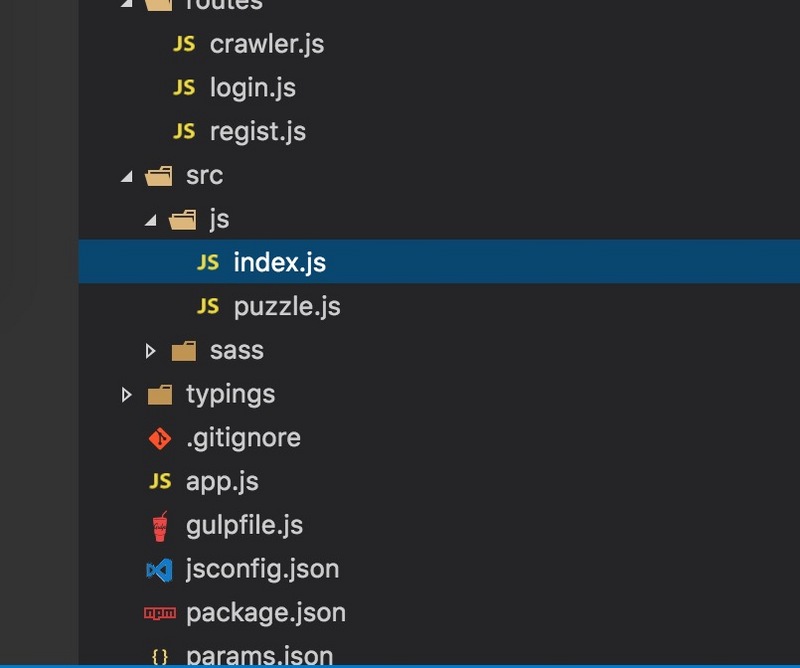 routes
JS crawler.js
JS login.js
JS regist.js
src
js
JS index.js
JS puzzle.js
sass
typings
.gitignore
JS app.js
gulpfile.js
jsconfig.json
npm package.json
{} params.json